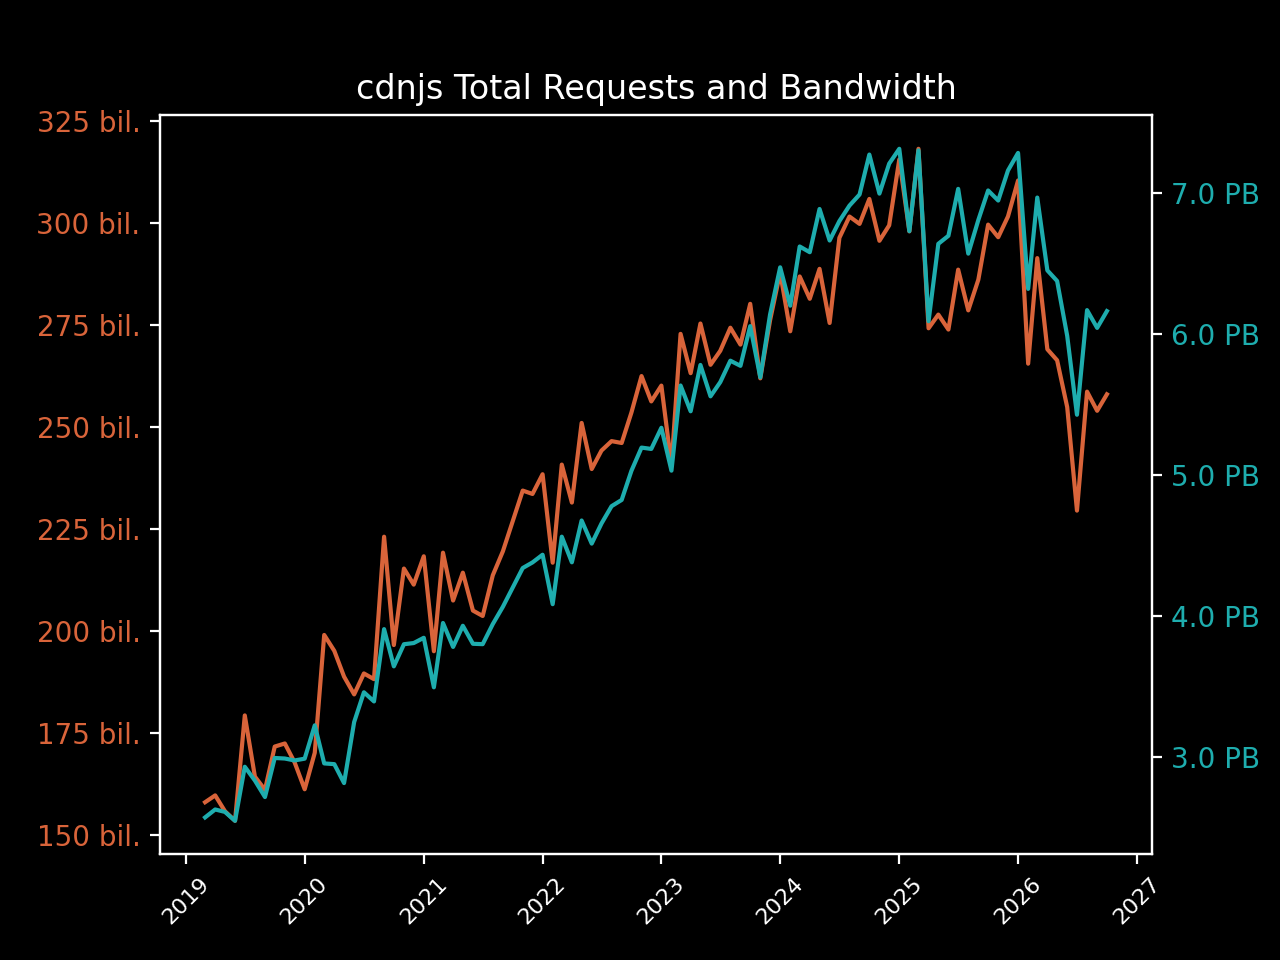 cdnjs Total Requests and Bandwidth
325 bil.
300 bil.
275 bil.
250 bil.
225 bil.
200 bil.
175 bil.
150 bil.
7.0 PB
6.0 PB
5.0 PB
4.0 PB
3.0 PB
2019
2020
2021
2022
2023
2024
2025
2026
2027